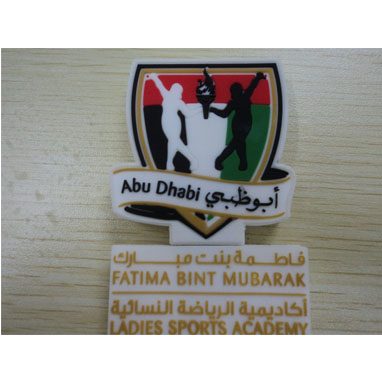 Abu Dhabi أبوظبي
فاطمة بنت مبارك
FATIMA BINT MUBARAK
أكاديمية الرياضة النسائية
LADIES SPORTS ACADEMY